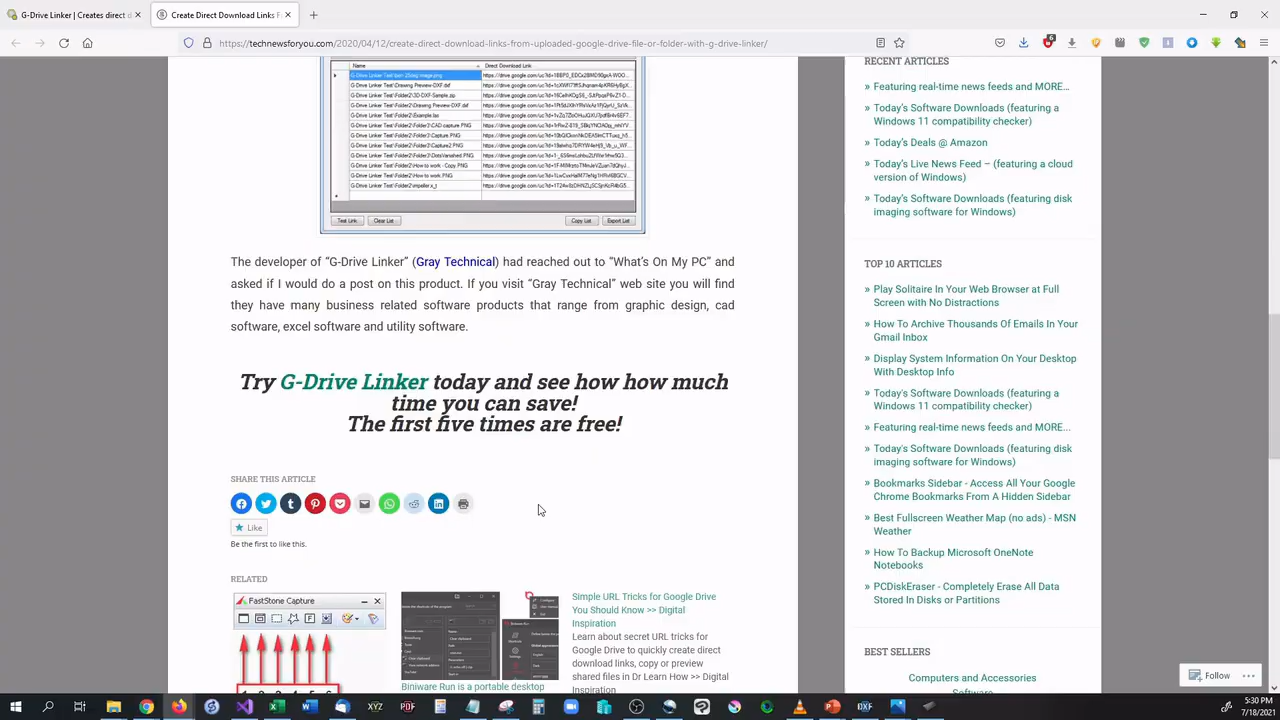 G-Drive Linker | Creates direct d
Create Direct Download Links F
https://technewsforyou.com/2020/04/12/create-direct-download-links-from-uploaded-google-drive-file-or-folder-with-g-drive-linker/
6
Name
Direct Download Link
Test Link
Clear List
Copy List
Export List
The developer of “G-Drive Linker” (Gray Technical) had reached out to “What’s On My PC” and
asked if I would do a post on this product. If you visit “Gray Technical” web site you will find
they have many business related software products that range from graphic design, cad
software, excel software and utility software.
Try G-Drive Linker today and see how how much
time you can save!
The first five times are free!
SHARE THIS ARTICLE
Like
Be the first to like this.
RELATED
FastStone Capture
Biniware Run is a portable desktop
Simple URL Tricks for Google Drive
You Should Know >> Digital
Inspiration
Learn about secret URL tricks for
Google Drive to quickly create direct
download links, copy or preview
shared files in Dr Learn How >> Digital
Inspiration
RECENT ARTICLES
» Featuring real-time news feeds and MORE…
» Today’s Software Downloads (featuring a
Windows 11 compatibility checker)
» Today’s Deals @ Amazon
» Today’s Live News Feed – (featuring a cloud
version of Windows)
» Today’s Software Downloads (featuring disk
imaging software for Windows)
TOP 10 ARTICLES
» Play Solitaire In Your Web Browser at Full
Screen with No Distractions
» How To Archive Thousands Of Emails In Your
Gmail Inbox
» Display System Information On Your Desktop
With Desktop Info
» Today's Software Downloads (featuring a
Windows 11 compatibility checker)
» Featuring real-time news feeds and MORE...
» Today's Software Downloads (featuring disk
imaging software for Windows)
» Bookmarks Sidebar - Access All Your Google
Chrome Bookmarks From A Hidden Sidebar
» Best Fullscreen Weather Map (no ads) - MSN
Weather
» How To Backup Microsoft OneNote
Notebooks
» PCDiskEraser - Completely Erase All Data
Stored In Disks or Partitions
BEST SELLERS
Computers and Accessories
Software
Follow
5:30 PM
7/18/2021